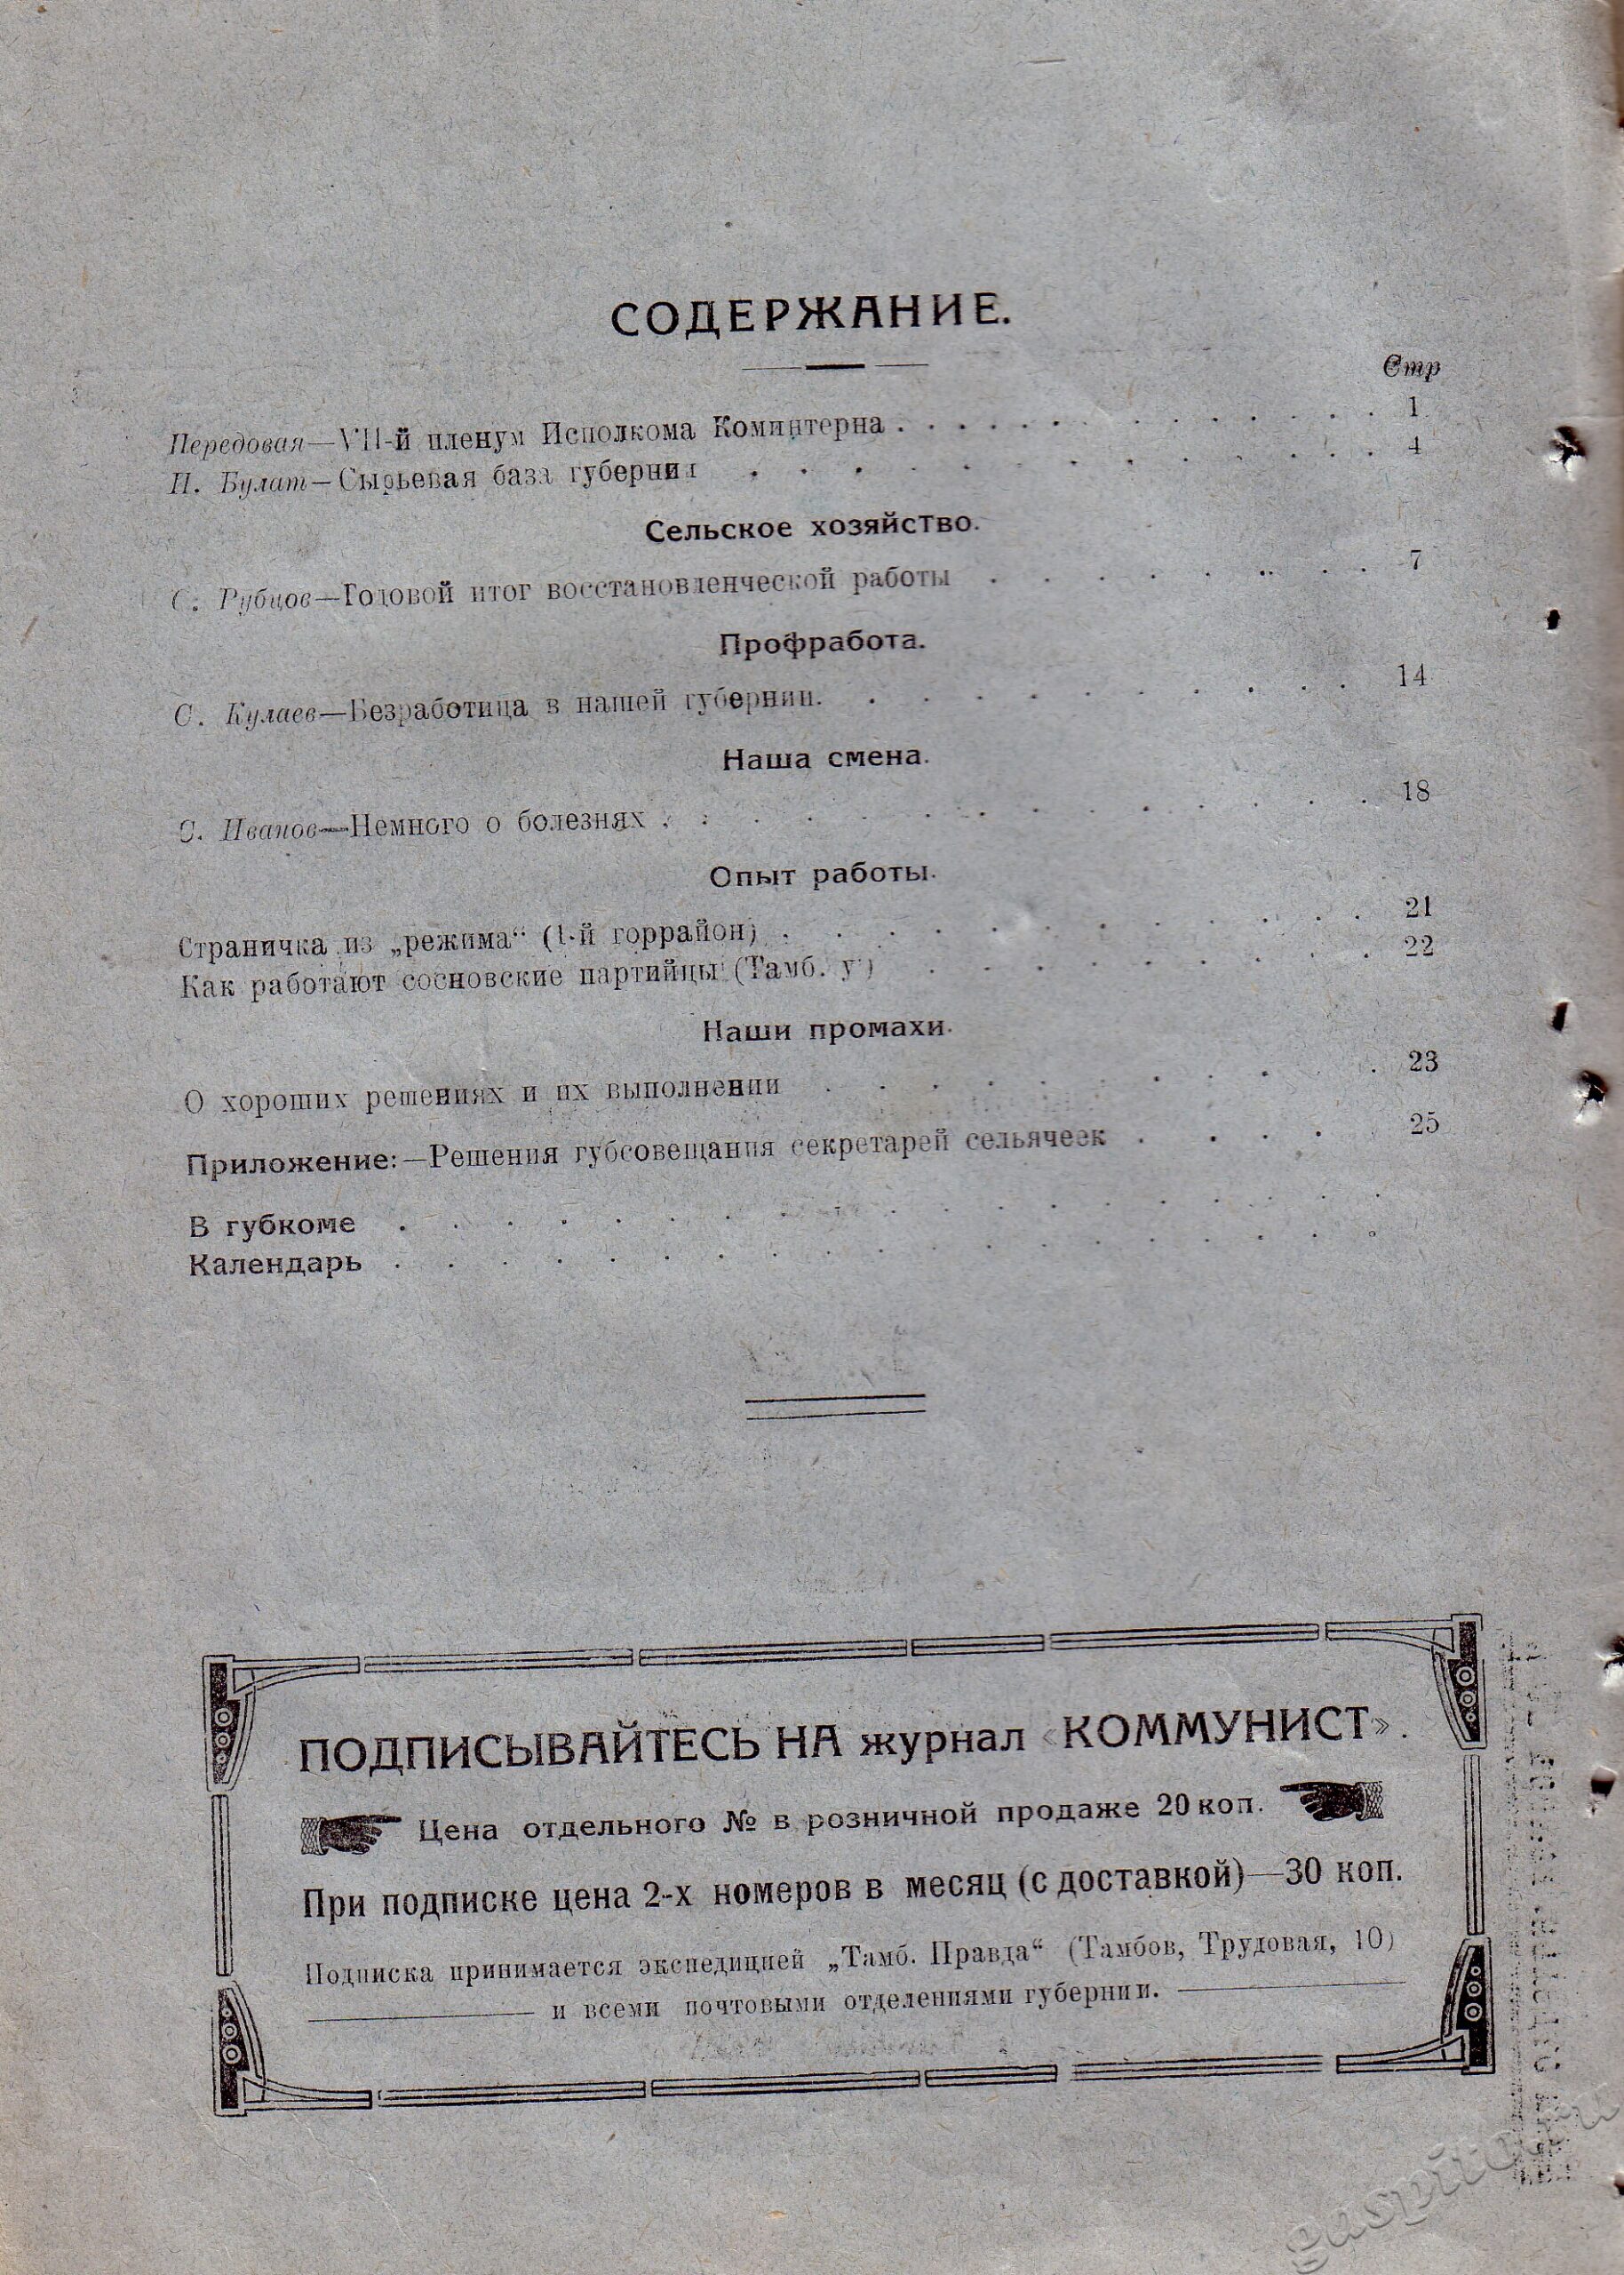 СОДЕРЖАНИЕ.
Стр
Передовая—VII-й пленум Исполкома Коминтерна . . . . . . . . . . . . 1
П. Булат—Сырьевая база губернии . . . . . . . . . . . . 4
Сельское хозяйство.
С. Рубцов—Годовой итог восстановленческой работы . . . . . . . . 7
Профработа.
С. Кулаев—Безработица в нашей губернии. . . . . . . . . . . 14
Наша смена.
С. Иванов—Немного о болезнях . . . . . . . . . . . . . 18
Опыт работы.
Страничка из „режима“ (1-й горрайон) . . . . . . . . . . . 21
Как работают сосновские партийцы (Тамб. у) . . . . . . . . . 22
Наши промахи.
О хороших решениях и их выполнении . . . . . . . . . . . 23
Приложение:—Решения губсовещания секретарей сельячеек . . . . 25
В губкоме . . . . . . . . . . . . . . . . . . .
Календарь . . . . . . . . . . . . . . . . . . .
ПОДПИСЫВАЙТЕСЬ НА журнал «КОММУНИСТ».
Цена отдельного № в розничной продаже 20 коп.
При подписке цена 2-х номеров в месяц (с доставкой)—30 коп.
Подписка принимается экспедицией „Тамб. Правда“ (Тамбов, Трудовая, 10)
и всеми почтовыми отделениями губернии.